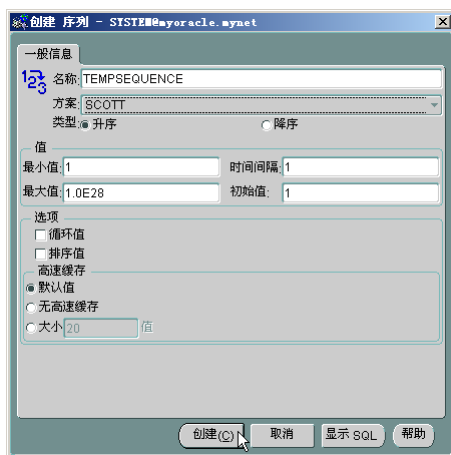 创建 序列 - SYSTEM@myoracle.mynet
一般信息
名称: TEMPSEQUENCE
方案: SCOTT
类型: 升序 降序
值
最小值: 1 时间间隔: 1
最大值: 1.0E28 初始值: 1
选项
循环值
排序值
高速缓存
默认值
无高速缓存
大小 20 值
创建(C) 取消 显示 SQL 帮助